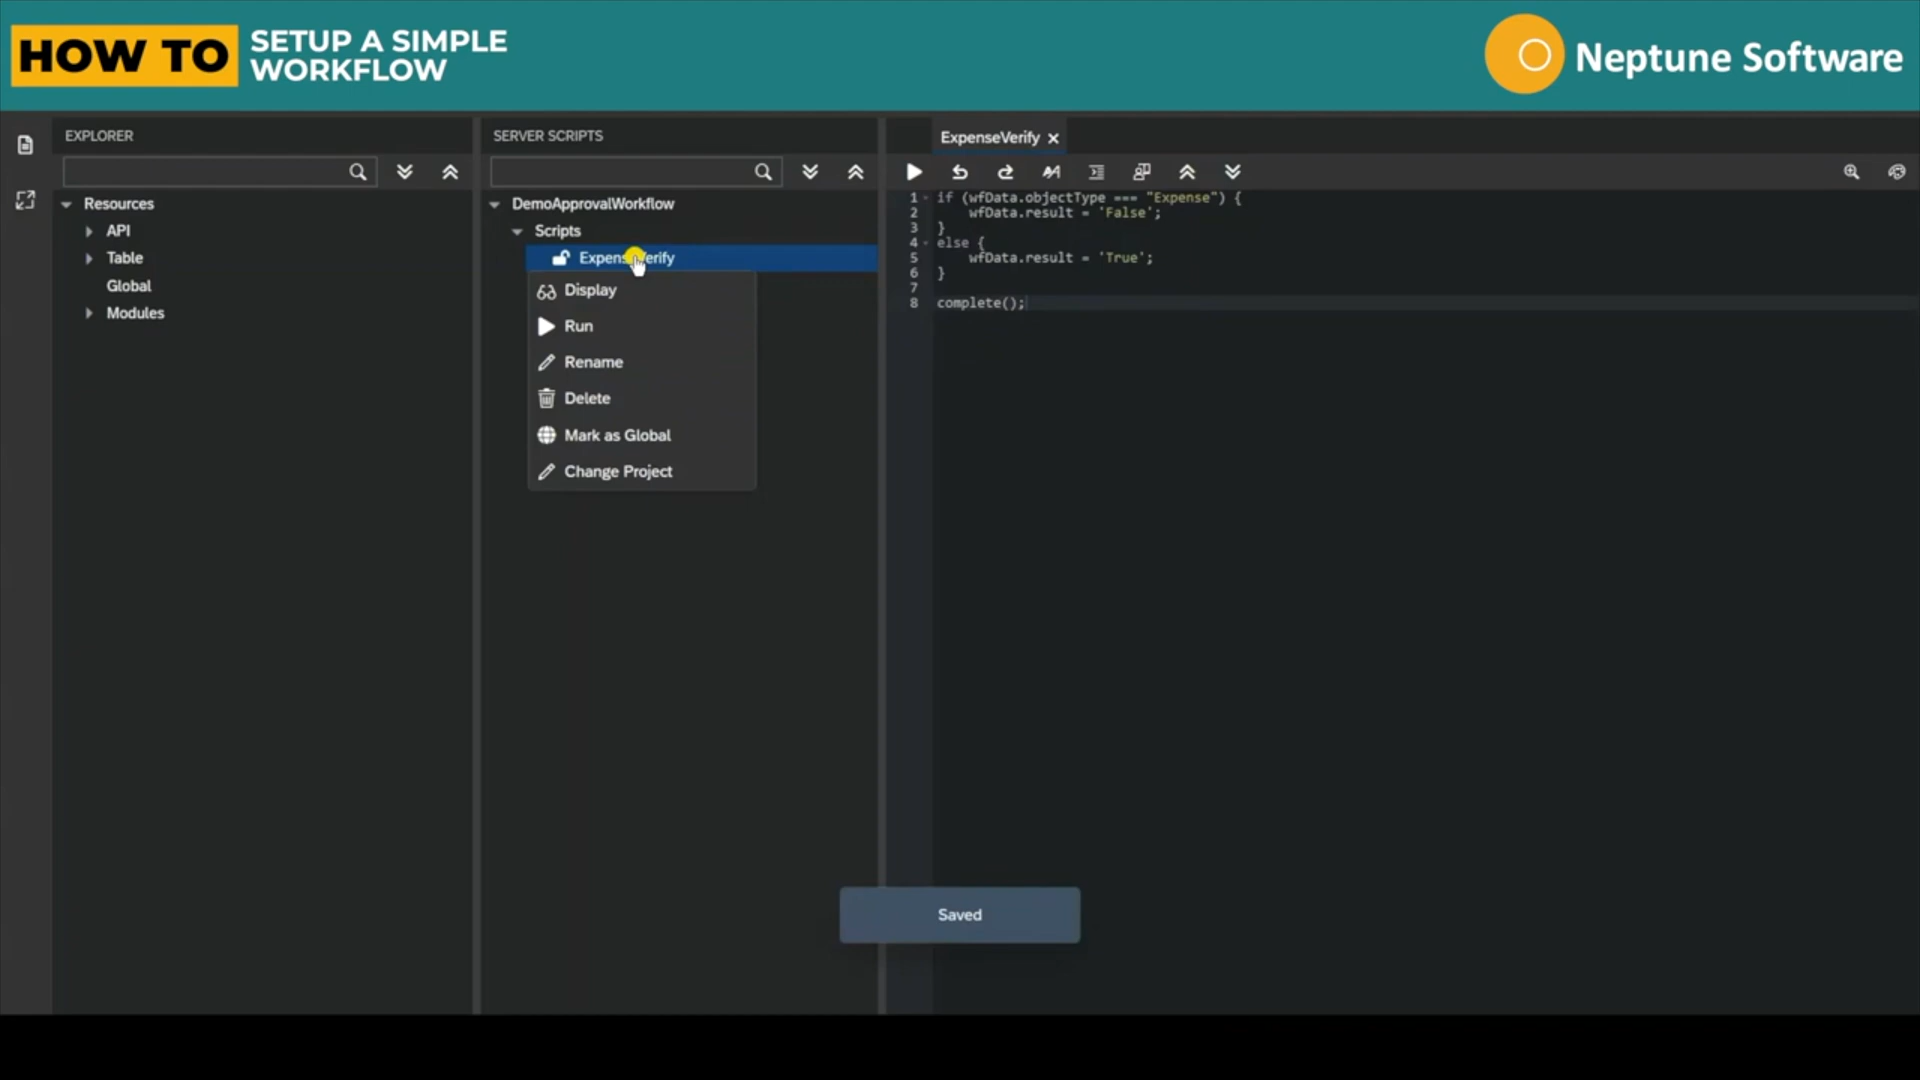 HOW TO
SETUP A SIMPLE
WORKFLOW
Neptune Software
EXPLORER
Resources
API
Table
Global
Modules
SERVER SCRIPTS
DemoApprovalWorkflow
Scripts
ExpenseVerify
Display
Run
Rename
Delete
Mark as Global
Change Project
ExpenseVerify
1 if (wfData.objectType === "Expense") {
2 wfData.result = 'False';
3 }
4 else {
5 wfData.result = 'True';
6 }
7
8 complete();
Saved